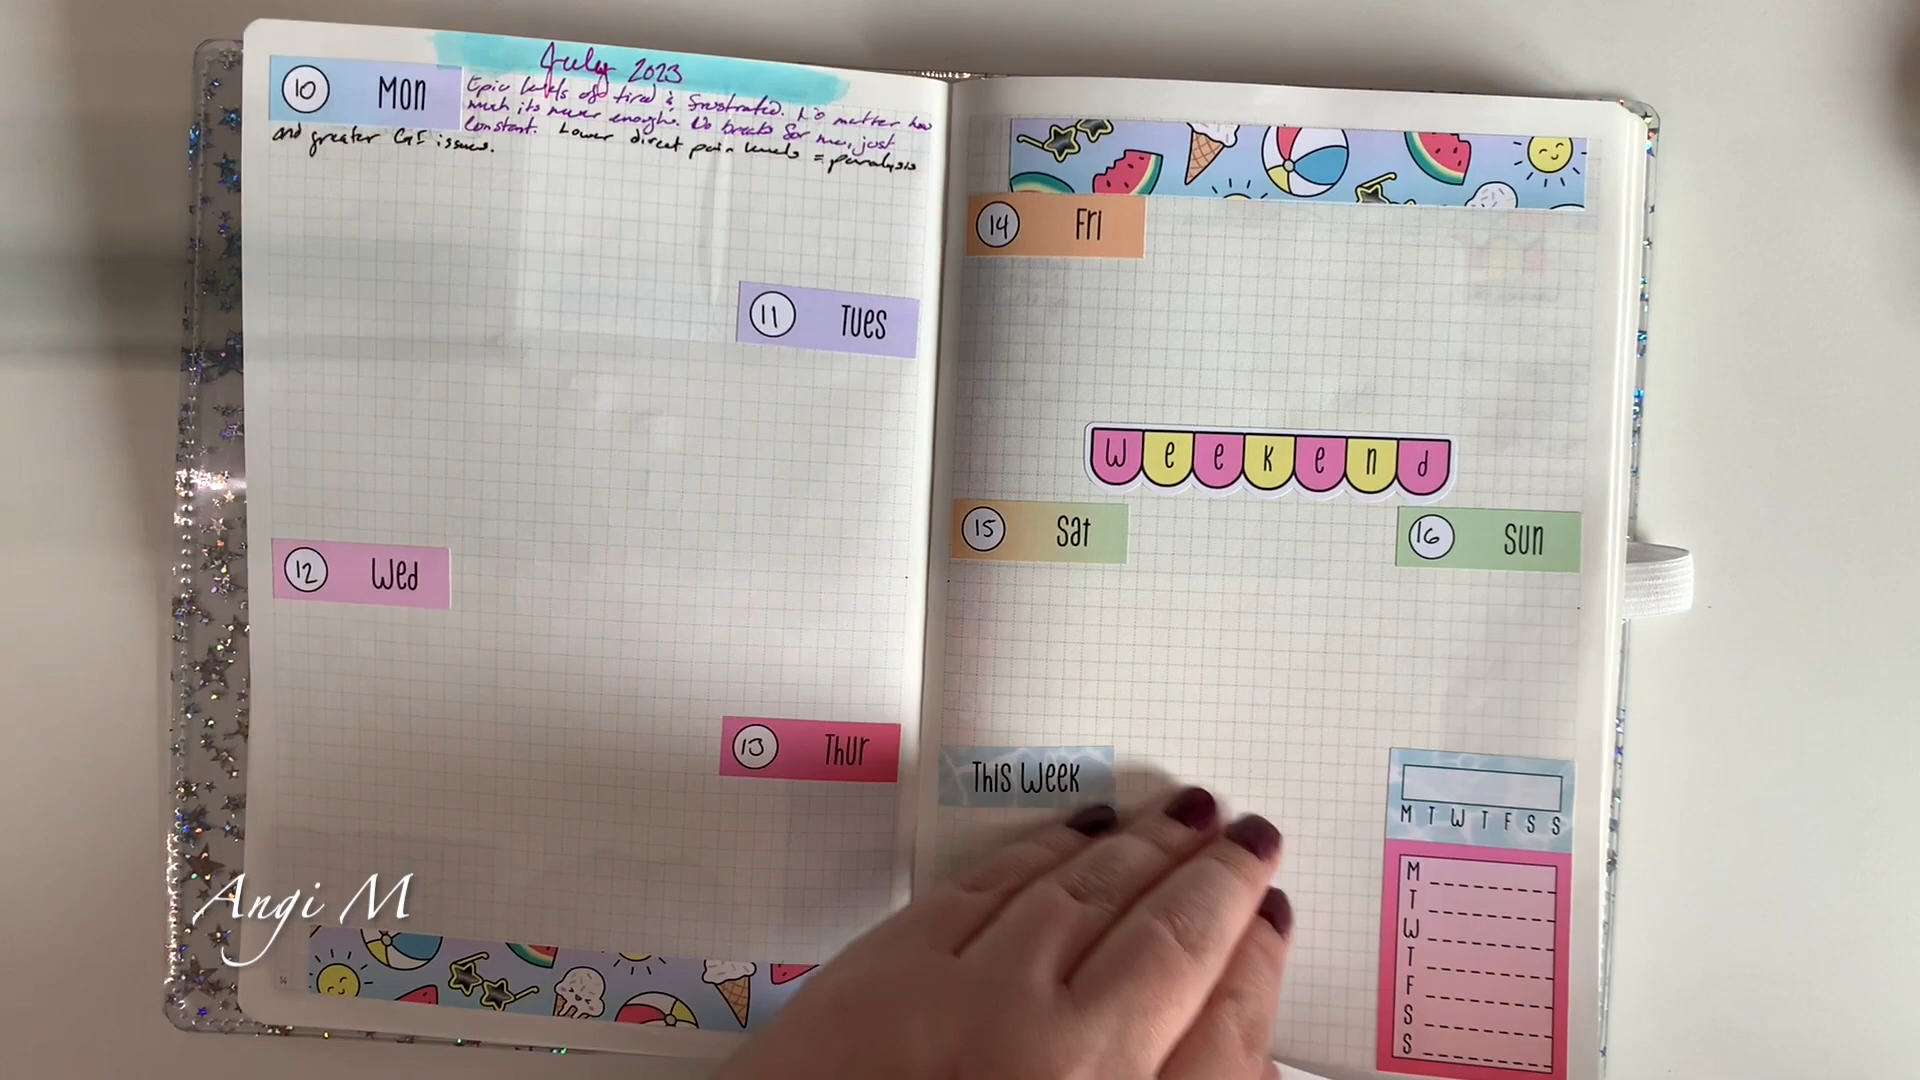 July 2023
10 Mon
Epic levels of tired & frustrated. No matter how
much its never enough. No breaks for me, just
constant. Lower direct pain levels = paralysis
and greater GI issues.
11 Tues
12 Wed
13 Thur
14 Fri
weekend
15 Sat
16 Sun
This Week
M T W T F S S
M
T
W
T
F
S
S
Angi M